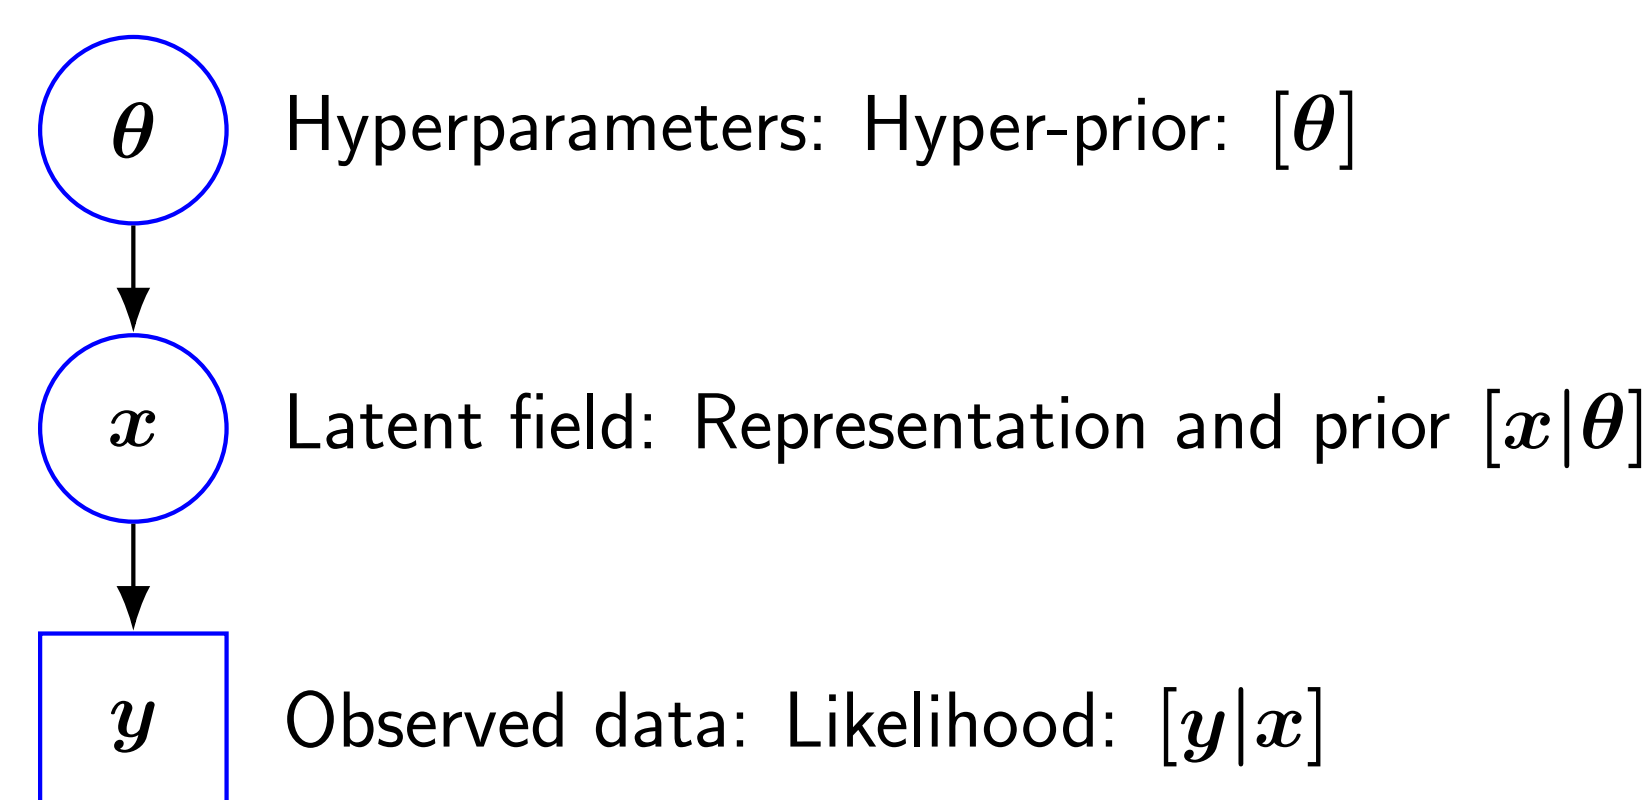 θ Hyperparameters: Hyper-prior: [θ]
x Latent field: Representation and prior [x|θ]
y Observed data: Likelihood: [y|x]